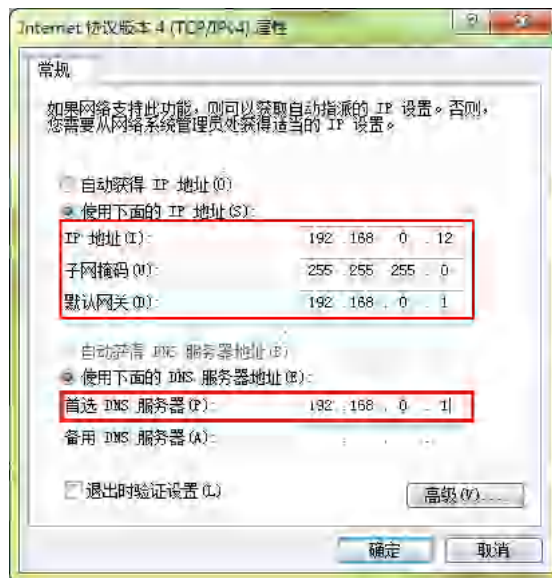 Internet 协议版本 4 (TCP/IPv4) 属性
常规
如果网络支持此功能，则可以获取自动指派的 IP 设置。否则，
您需要从网络系统管理员处获得适当的 IP 设置。
自动获得 IP 地址(O)
使用下面的 IP 地址(S):
IP 地址(I): 192 . 168 . 0 . 12
子网掩码(U): 255 . 255 . 255 . 0
默认网关(D): 192 . 168 . 0 . 1
自动获得 DNS 服务器地址(B)
使用下面的 DNS 服务器地址(E):
首选 DNS 服务器(P): 192 . 168 . 0 . 1
备用 DNS 服务器(A): . . .
退出时验证设置(L)
高级(V)...
确定 取消